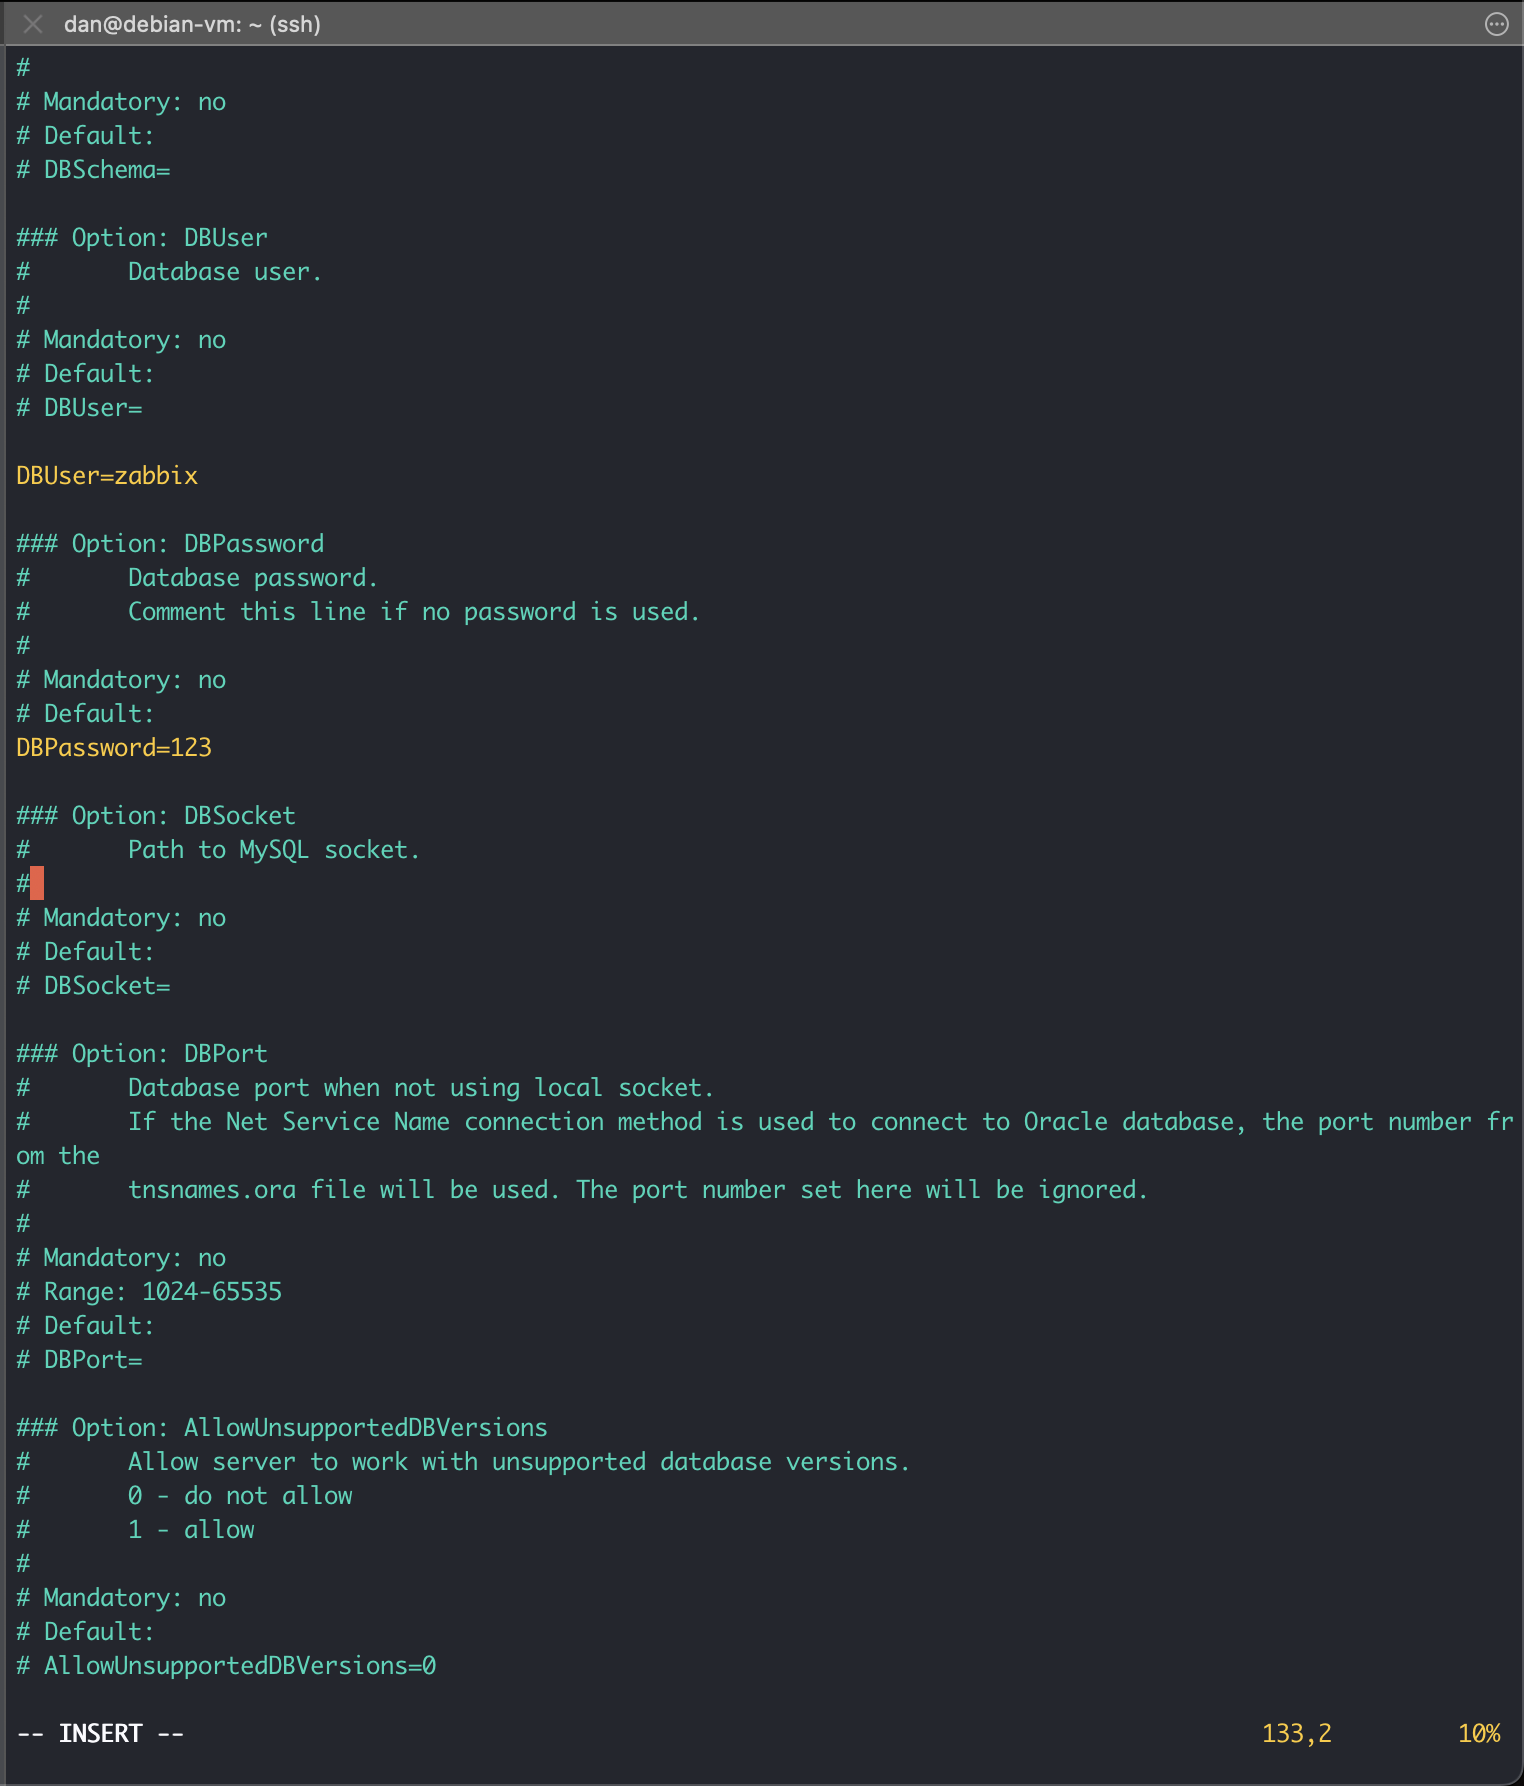 dan@debian-vm: ~ (ssh)
#
# Mandatory: no
# Default:
# DBSchema=

### Option: DBUser
#       Database user.
#
# Mandatory: no
# Default:
# DBUser=

DBUser=zabbix

### Option: DBPassword
#       Database password.
#       Comment this line if no password is used.
#
# Mandatory: no
# Default:
DBPassword=123

### Option: DBSocket
#       Path to MySQL socket.
#
# Mandatory: no
# Default:
# DBSocket=

### Option: DBPort
#       Database port when not using local socket.
#       If the Net Service Name connection method is used to connect to Oracle database, the port number fr
om the
#       tnsnames.ora file will be used. The port number set here will be ignored.
#
# Mandatory: no
# Range: 1024-65535
# Default:
# DBPort=

### Option: AllowUnsupportedDBVersions
#       Allow server to work with unsupported database versions.
#       0 - do not allow
#       1 - allow
#
# Mandatory: no
# Default:
# AllowUnsupportedDBVersions=0

-- INSERT -- 133,2 10%